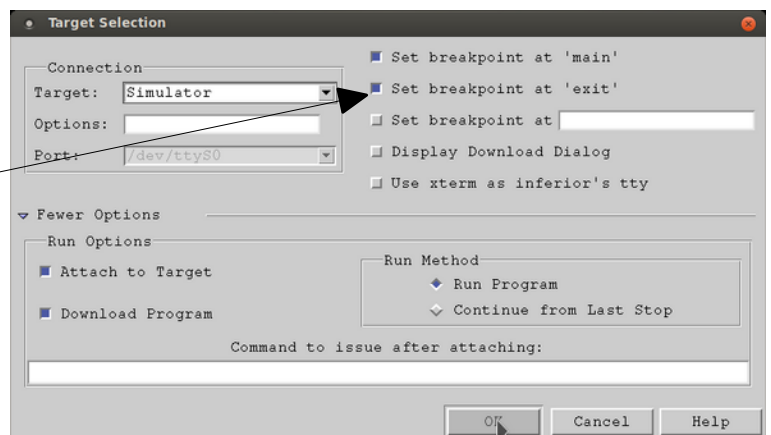 Target Selection
Connection
Target: Simulator
Options:
Port: /dev/ttyS0
Set breakpoint at 'main'
Set breakpoint at 'exit'
Set breakpoint at
Display Download Dialog
Use xterm as inferior's tty
Fewer Options
Run Options
Attach to Target
Download Program
Run Method
Run Program
Continue from Last Stop
Command to issue after attaching:
OK Cancel Help